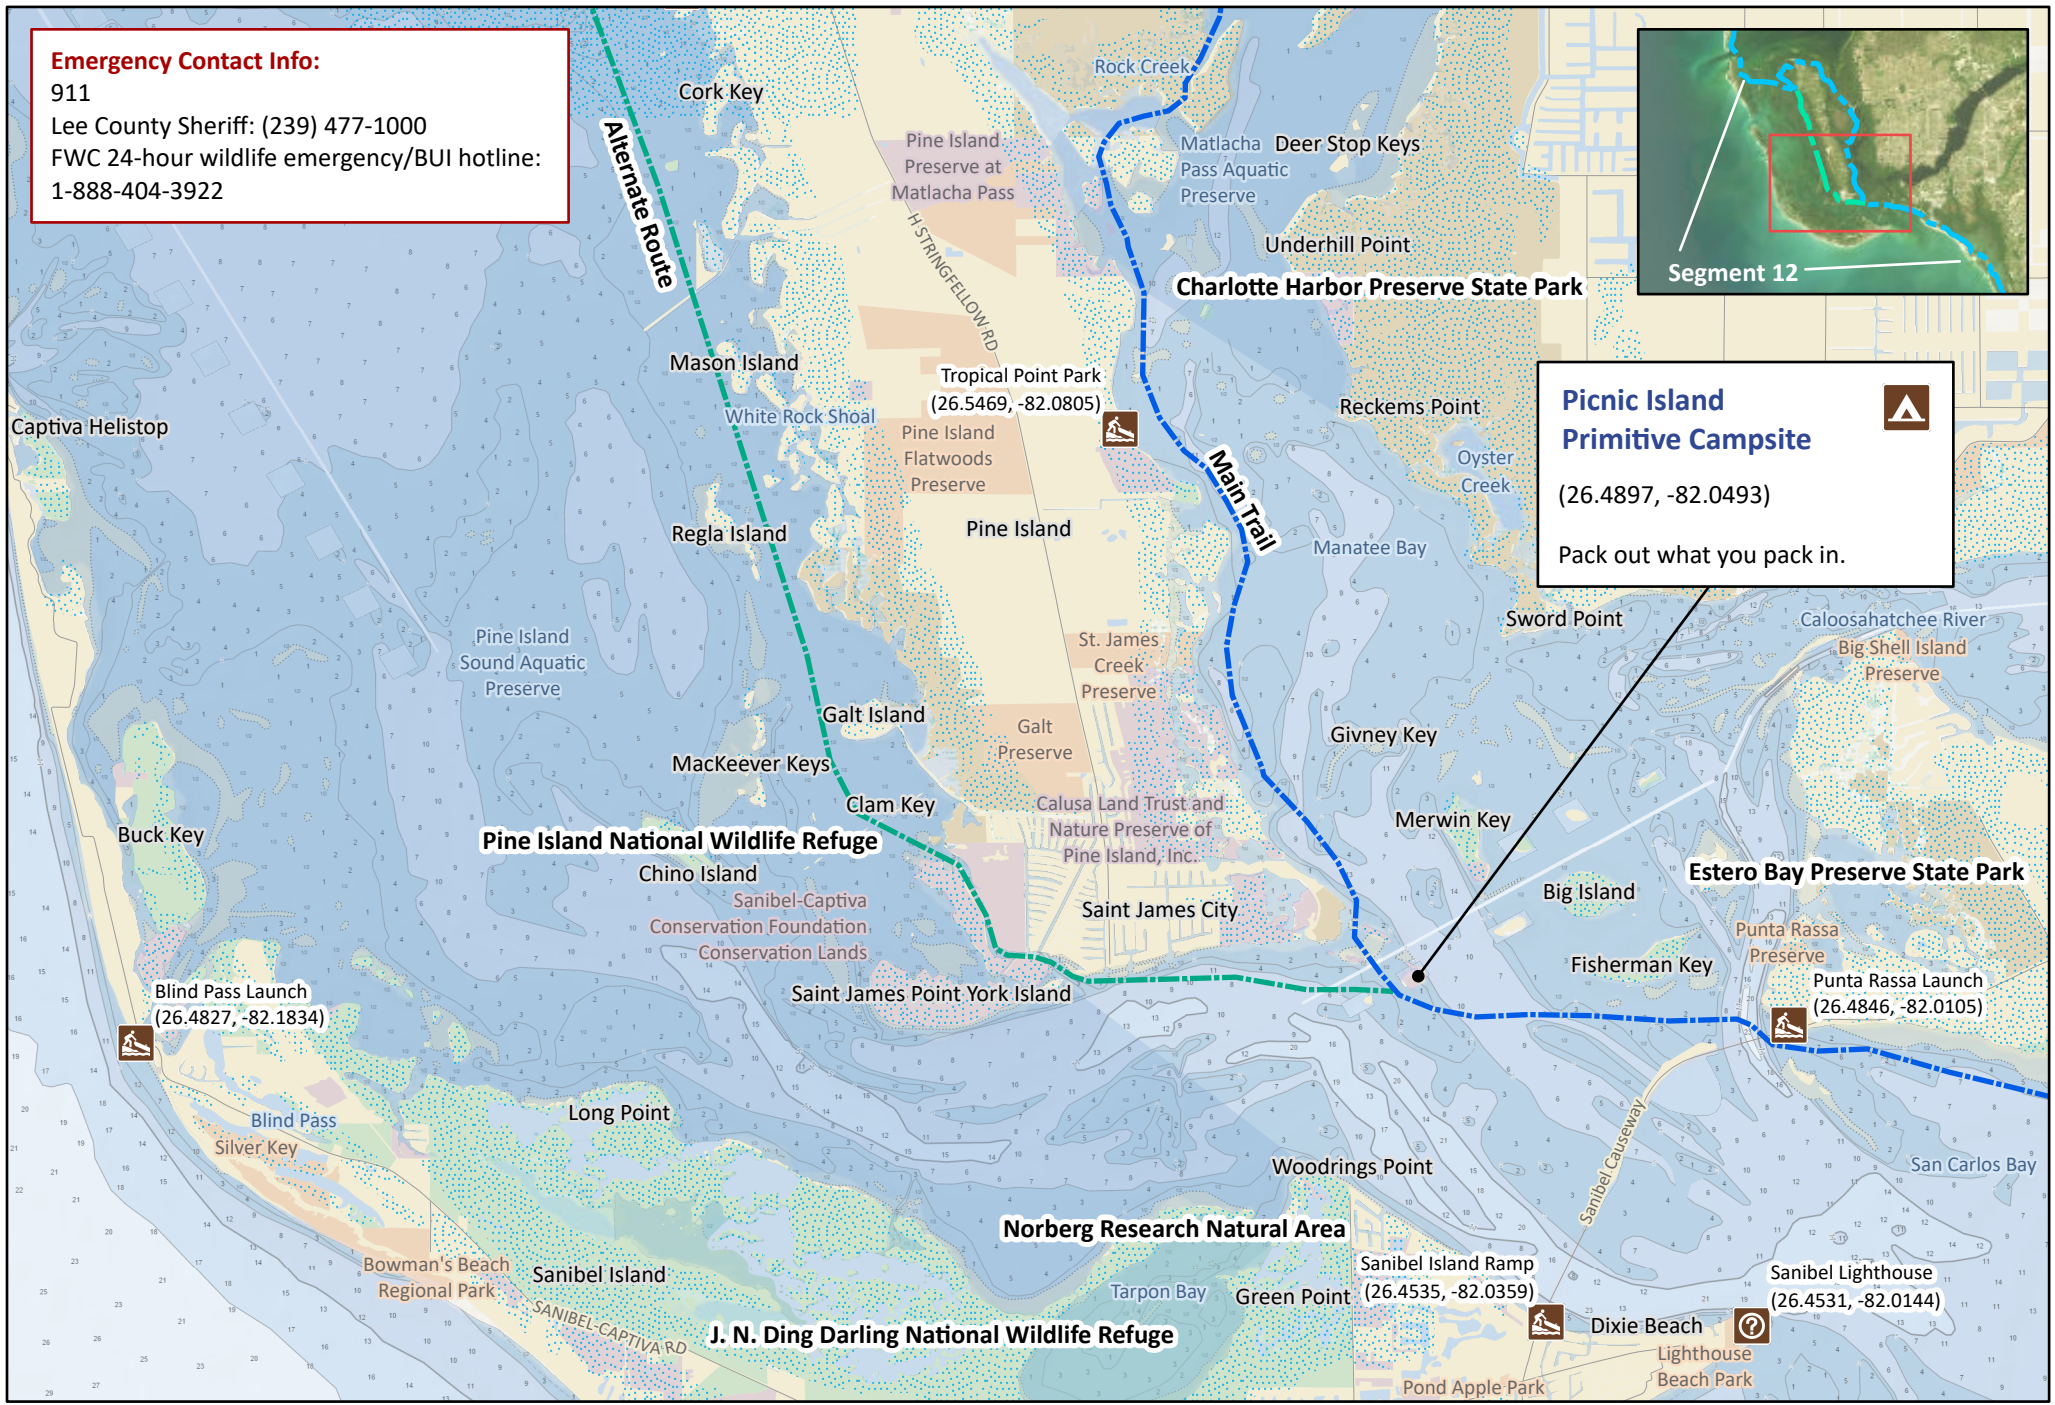 Emergency Contact Info:
911
Lee County Sheriff: (239) 477-1000
FWC 24-hour wildlife emergency/BUI hotline:
1-888-404-3922
Alternate Route
Cork Key
Rock Creek
Pine Island
Preserve at
Matlacha Pass
Matlacha
Pass Aquatic
Preserve
Deer Stop Keys
H STRINGFELLOW RD
Underhill Point
Charlotte Harbor Preserve State Park
Segment 12
Mason Island
White Rock Shoal
Tropical Point Park
(26.5469, -82.0805)
Pine Island
Flatwoods
Preserve
Reckems Point
Oyster
Creek
Picnic Island
Primitive Campsite
(26.4897, -82.0493)
Pack out what you pack in.
Captiva Helistop
Regla Island
Pine Island
Main Trail
Manatee Bay
Sword Point
Caloosahatchee River
Big Shell Island
Preserve
Pine Island
Sound Aquatic
Preserve
St. James
Creek
Preserve
Galt Island
Galt
Preserve
Givney Key
MacKeever Keys
Clam Key
Calusa Land Trust and
Nature Preserve of
Pine Island, Inc.
Merwin Key
Buck Key
Pine Island National Wildlife Refuge
Chino Island
Estero Bay Preserve State Park
Big Island
Sanibel-Captiva
Conservation Foundation
Conservation Lands
Saint James City
Punta Rassa
Preserve
Fisherman Key
Saint James Point York Island
Punta Rassa Launch
(26.4846, -82.0105)
Blind Pass Launch
(26.4827, -82.1834)
Long Point
Blind Pass
Silver Key
Sanibel Causeway
San Carlos Bay
Woodrings Point
Norberg Research Natural Area
Bowman's Beach
Regional Park
Sanibel Island
Tarpon Bay
Green Point
Sanibel Island Ramp
(26.4535, -82.0359)
Sanibel Lighthouse
(26.4531, -82.0144)
SANIBEL-CAPTIVA RD
J. N. Ding Darling National Wildlife Refuge
Dixie Beach
Lighthouse
Beach Park
Pond Apple Park